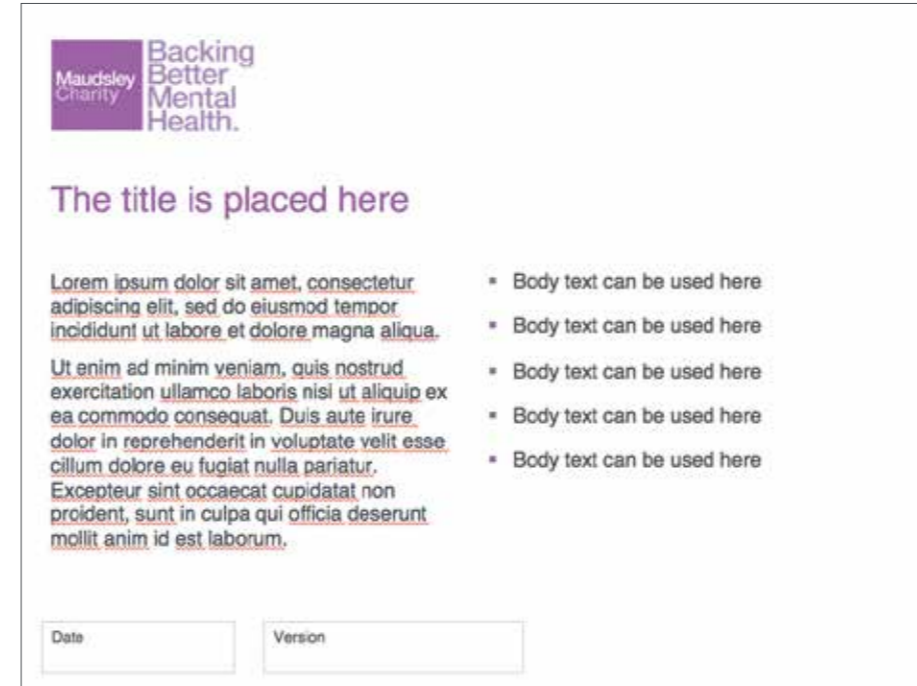 Maudsley
Charity
Backing
Better
Mental
Health.
The title is placed here
Lorem ipsum dolor sit amet, consectetur
adipiscing elit, sed do eiusmod tempor
incididunt ut labore et dolore magna aliqua.
Ut enim ad minim veniam, quis nostrud
exercitation ullamco laboris nisi ut aliquip ex
ea commodo consequat. Duis aute irure
dolor in reprehenderit in voluptate velit esse
cillum dolore eu fugiat nulla pariatur.
Excepteur sint occaecat cupidatat non
proident, sunt in culpa qui officia deserunt
mollit anim id est laborum.
▪ Body text can be used here
▪ Body text can be used here
▪ Body text can be used here
▪ Body text can be used here
▪ Body text can be used here
Date
Version